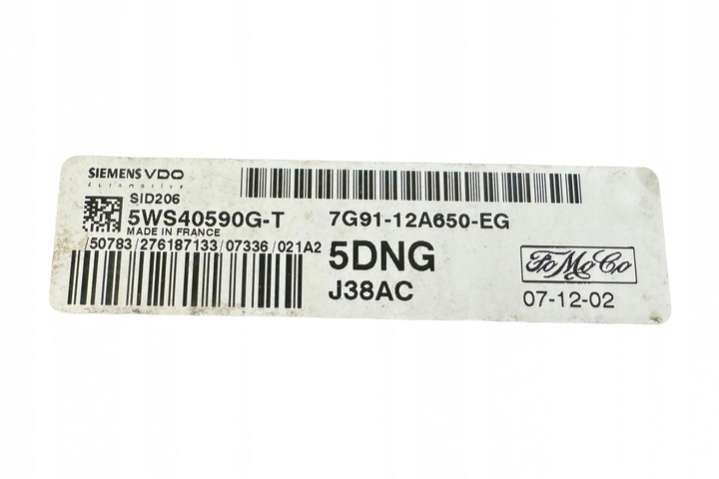 SIEMENS VDO
AUTOMOTIVE
SID206
5WS40590G-T
MADE IN FRANCE
7G91-12A650-EG
/50783/276187133/07336/021A2
5DNG
FoMoCo
J38AC
07-12-02